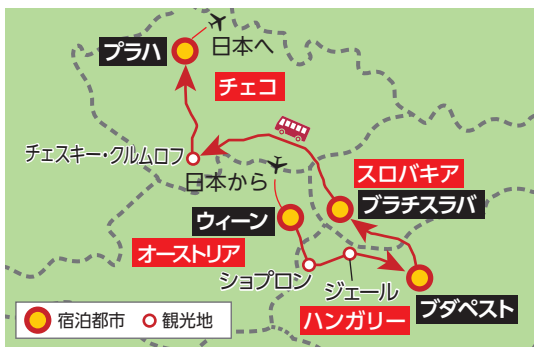 プラハ
日本へ
チェコ
チェスキー・クルムロフ
日本から
スロバキア
ブラチスラバ
ウィーン
オーストリア
ショプロン
ジェール
ハンガリー
ブダペスト
宿泊都市 観光地